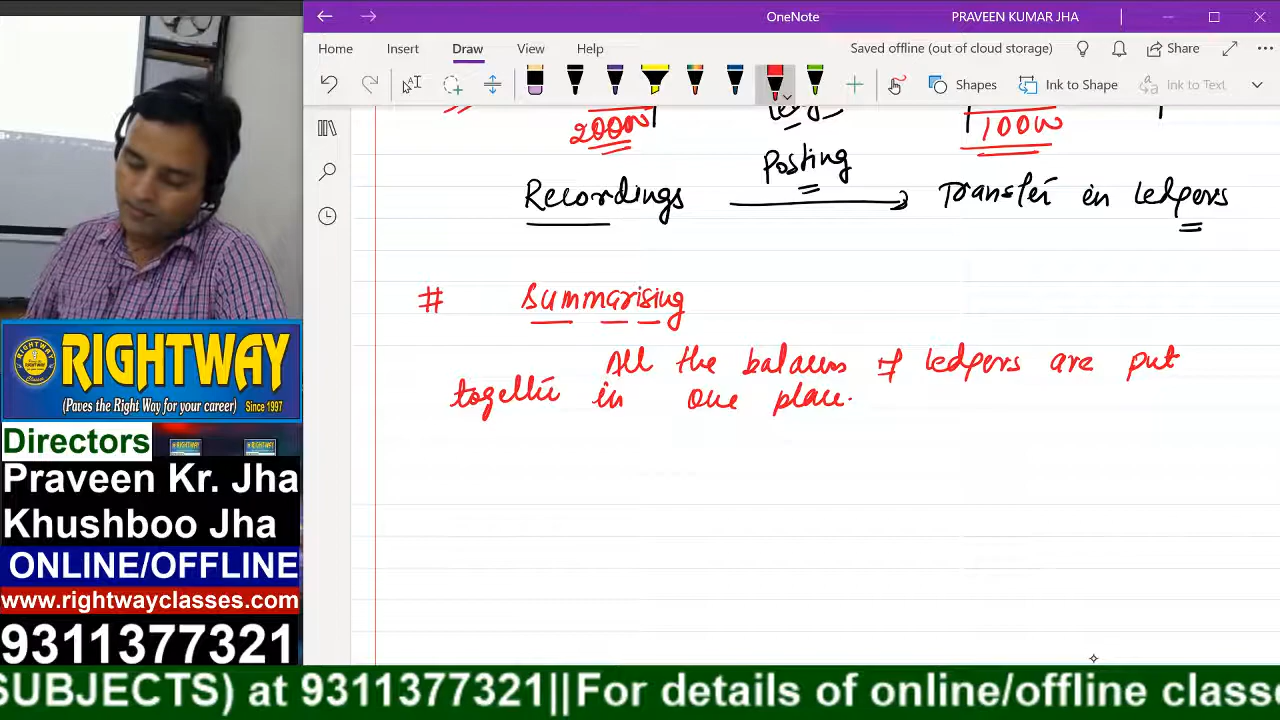 OneNote
PRAVEEN KUMAR JHA
Home Insert Draw View Help
Saved offline (out of cloud storage)
Share
Shapes
Ink to Shape
Ink to Text
20000
10000
Posting
Recordings
Transfer in ledgers
# Summarising
All the balances of ledgers are put
together in one place.
RIGHTWAY
(Paves the Right Way for your career) Since 1997
Directors
Praveen Kr. Jha
Khushboo Jha
ONLINE/OFFLINE
www.rightwayclasses.com
9311377321
SUBJECTS) at 9311377321||For details of online/offline classe